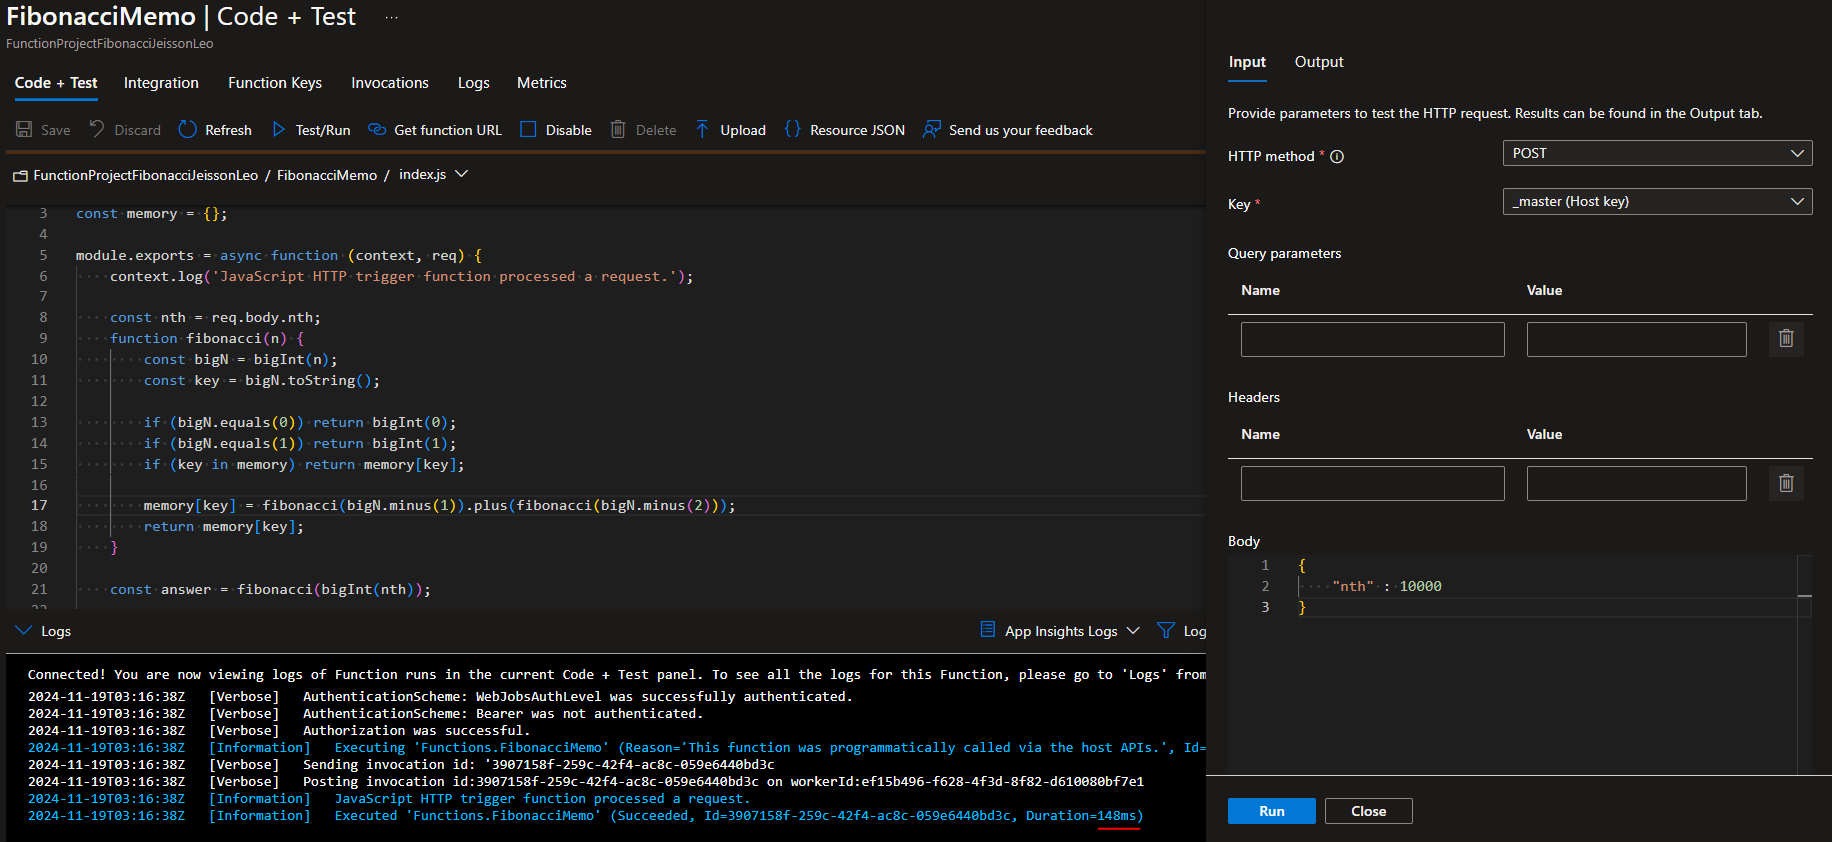 FibonacciMemo | Code + Test ...
FunctionProjectFibonacciJeissonLeo
Code + Test Integration Function Keys Invocations Logs Metrics
Save Discard Refresh Test/Run Get function URL Disable Delete Upload Resource JSON Send us your feedback
FunctionProjectFibonacciJeissonLeo / FibonacciMemo / index.js
3 const memory = {};
4
5 module.exports = async function (context, req) {
6 context.log('JavaScript HTTP trigger function processed a request.');
7
8 const nth = req.body.nth;
9 function fibonacci(n) {
10 const bigN = bigInt(n);
11 const key = bigN.toString();
12
13 if (bigN.equals(0)) return bigInt(0);
14 if (bigN.equals(1)) return bigInt(1);
15 if (key in memory) return memory[key];
16
17 memory[key] = fibonacci(bigN.minus(1)).plus(fibonacci(bigN.minus(2)));
18 return memory[key];
19 }
20
21 const answer = fibonacci(bigInt(nth));
Logs App Insights Logs Log
Connected! You are now viewing logs of Function runs in the current Code + Test panel. To see all the logs for this Function, please go to 'Logs' from
2024-11-19T03:16:38Z [Verbose] AuthenticationScheme: WebJobsAuthLevel was successfully authenticated.
2024-11-19T03:16:38Z [Verbose] AuthenticationScheme: Bearer was not authenticated.
2024-11-19T03:16:38Z [Verbose] Authorization was successful.
2024-11-19T03:16:38Z [Information] Executing 'Functions.FibonacciMemo' (Reason='This function was programmatically called via the host APIs.', Id=
2024-11-19T03:16:38Z [Verbose] Sending invocation id: '3907158f-259c-42f4-ac8c-059e6440bd3c
2024-11-19T03:16:38Z [Verbose] Posting invocation id:3907158f-259c-42f4-ac8c-059e6440bd3c on workerId:ef15b496-f628-4f3d-8f82-d610080bf7e1
2024-11-19T03:16:38Z [Information] JavaScript HTTP trigger function processed a request.
2024-11-19T03:16:38Z [Information] Executed 'Functions.FibonacciMemo' (Succeeded, Id=3907158f-259c-42f4-ac8c-059e6440bd3c, Duration=148ms)
Input Output
Provide parameters to test the HTTP request. Results can be found in the Output tab.
HTTP method * POST
Key * _master (Host key)
Query parameters
Name Value
Headers
Name Value
Body
1 {
2 "nth" : 10000
3 }
Run Close